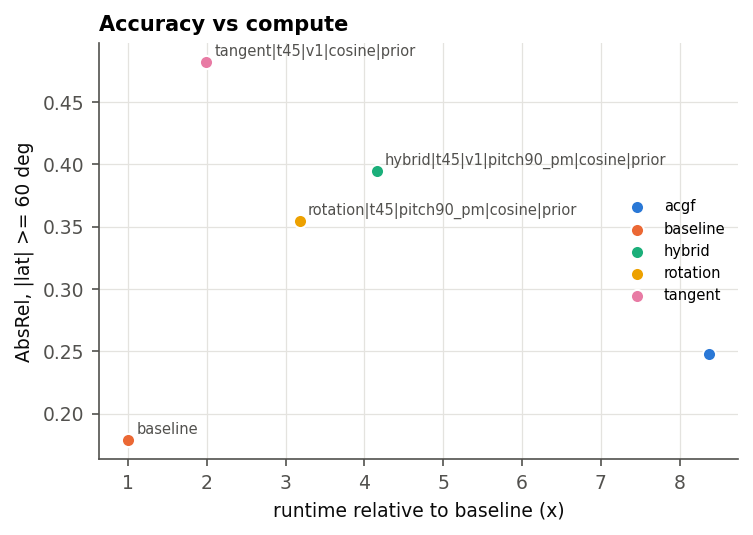 Accuracy vs compute
tangent|t45|v1|cosine|prior
0.45
hybrid|t45|v1|pitch90_pm|cosine|prior
0.40
rotation|t45|pitch90_pm|cosine|prior
0.35
0.30
0.25
0.20
AbsRel, ||lat| >= 60 deg
acgf
baseline
hybrid
rotation
tangent
baseline
1 2 3 4 5 6 7 8
runtime relative to baseline (x)